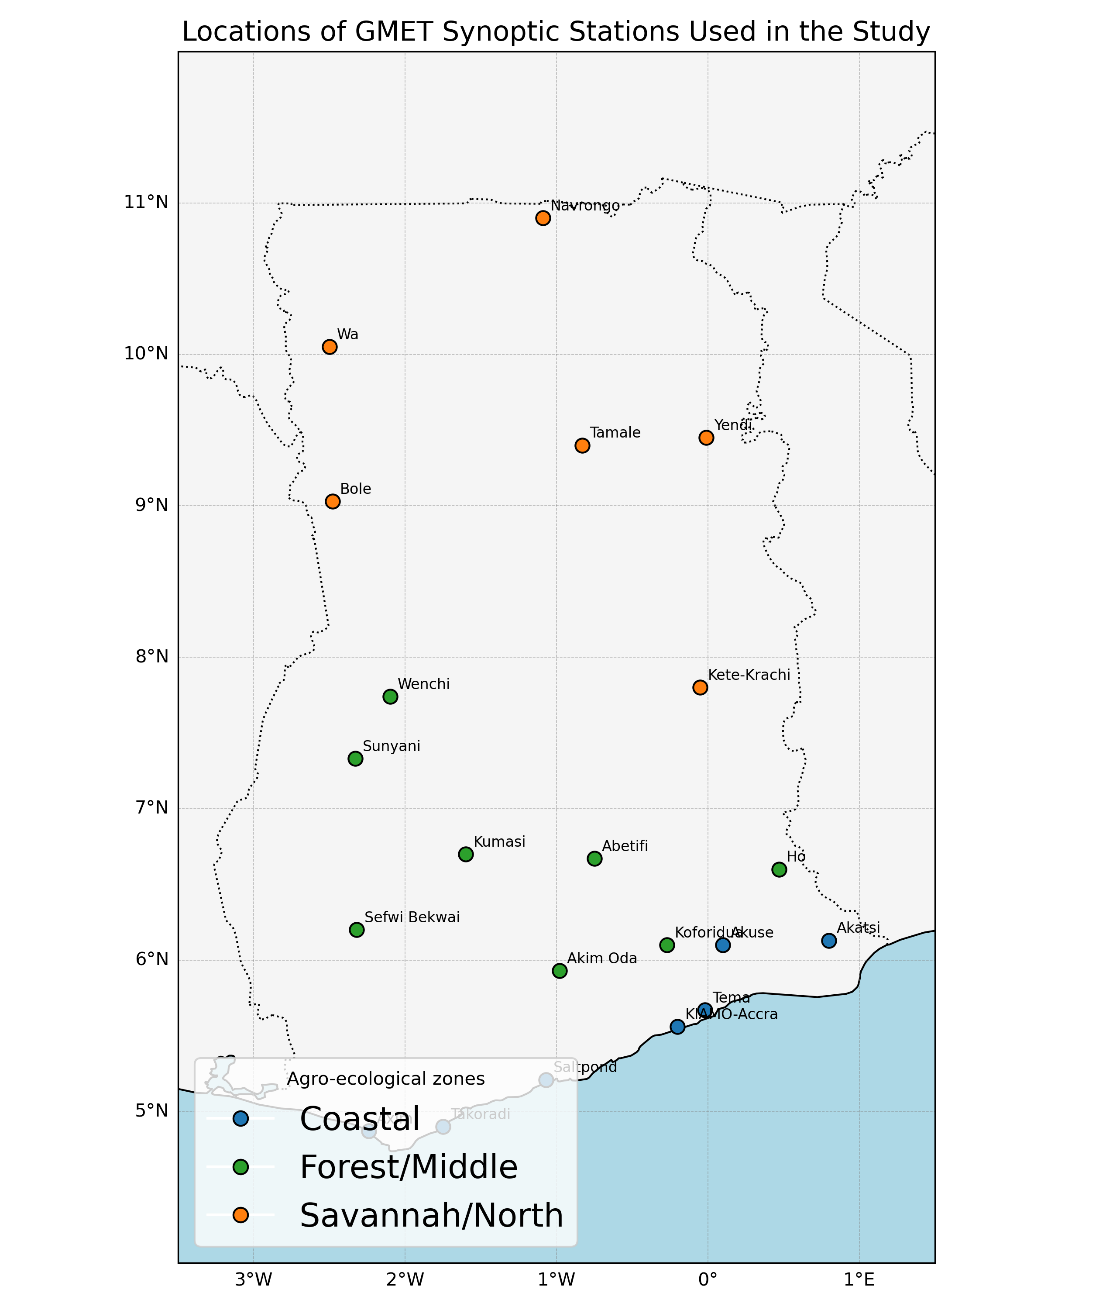 Locations of GMET Synoptic Stations Used in the Study
11°N
Navrongo
Wa
10°N
Tamale
Yendi
Bole
9°N
8°N
Kete-Krachi
Wenchi
Sunyani
7°N
Kumasi
Abetifi
Ho
Sefwi Bekwai
Koforidua
Akuse
Akatsi
6°N
Akim Oda
Tema
KIAMO-Accra
Saltpond
Agro-ecological zones
5°N
Takoradi
Coastal
Forest/Middle
Savannah/North
3°W
2°W
1°W
0°
1°E